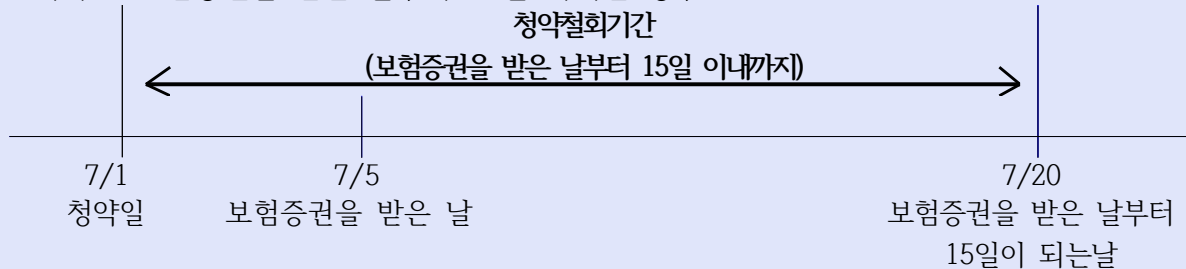 청약철회기간
(보험증권을 받은 날부터 15일 이내까지)
7/1
청약일
7/5
보험증권을 받은 날
7/20
보험증권을 받은 날부터
15일이 되는날